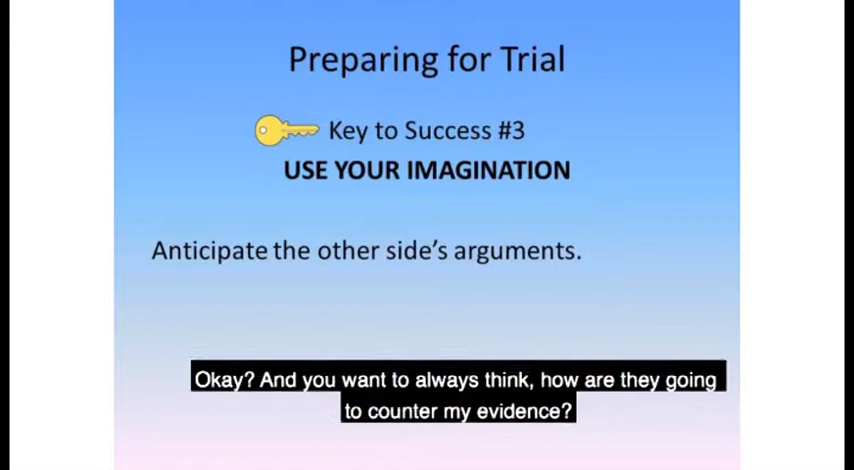 Preparing for Trial
Key to Success #3
USE YOUR IMAGINATION
Anticipate the other side's arguments.
Okay? And you want to always think, how are they going
to counter my evidence?